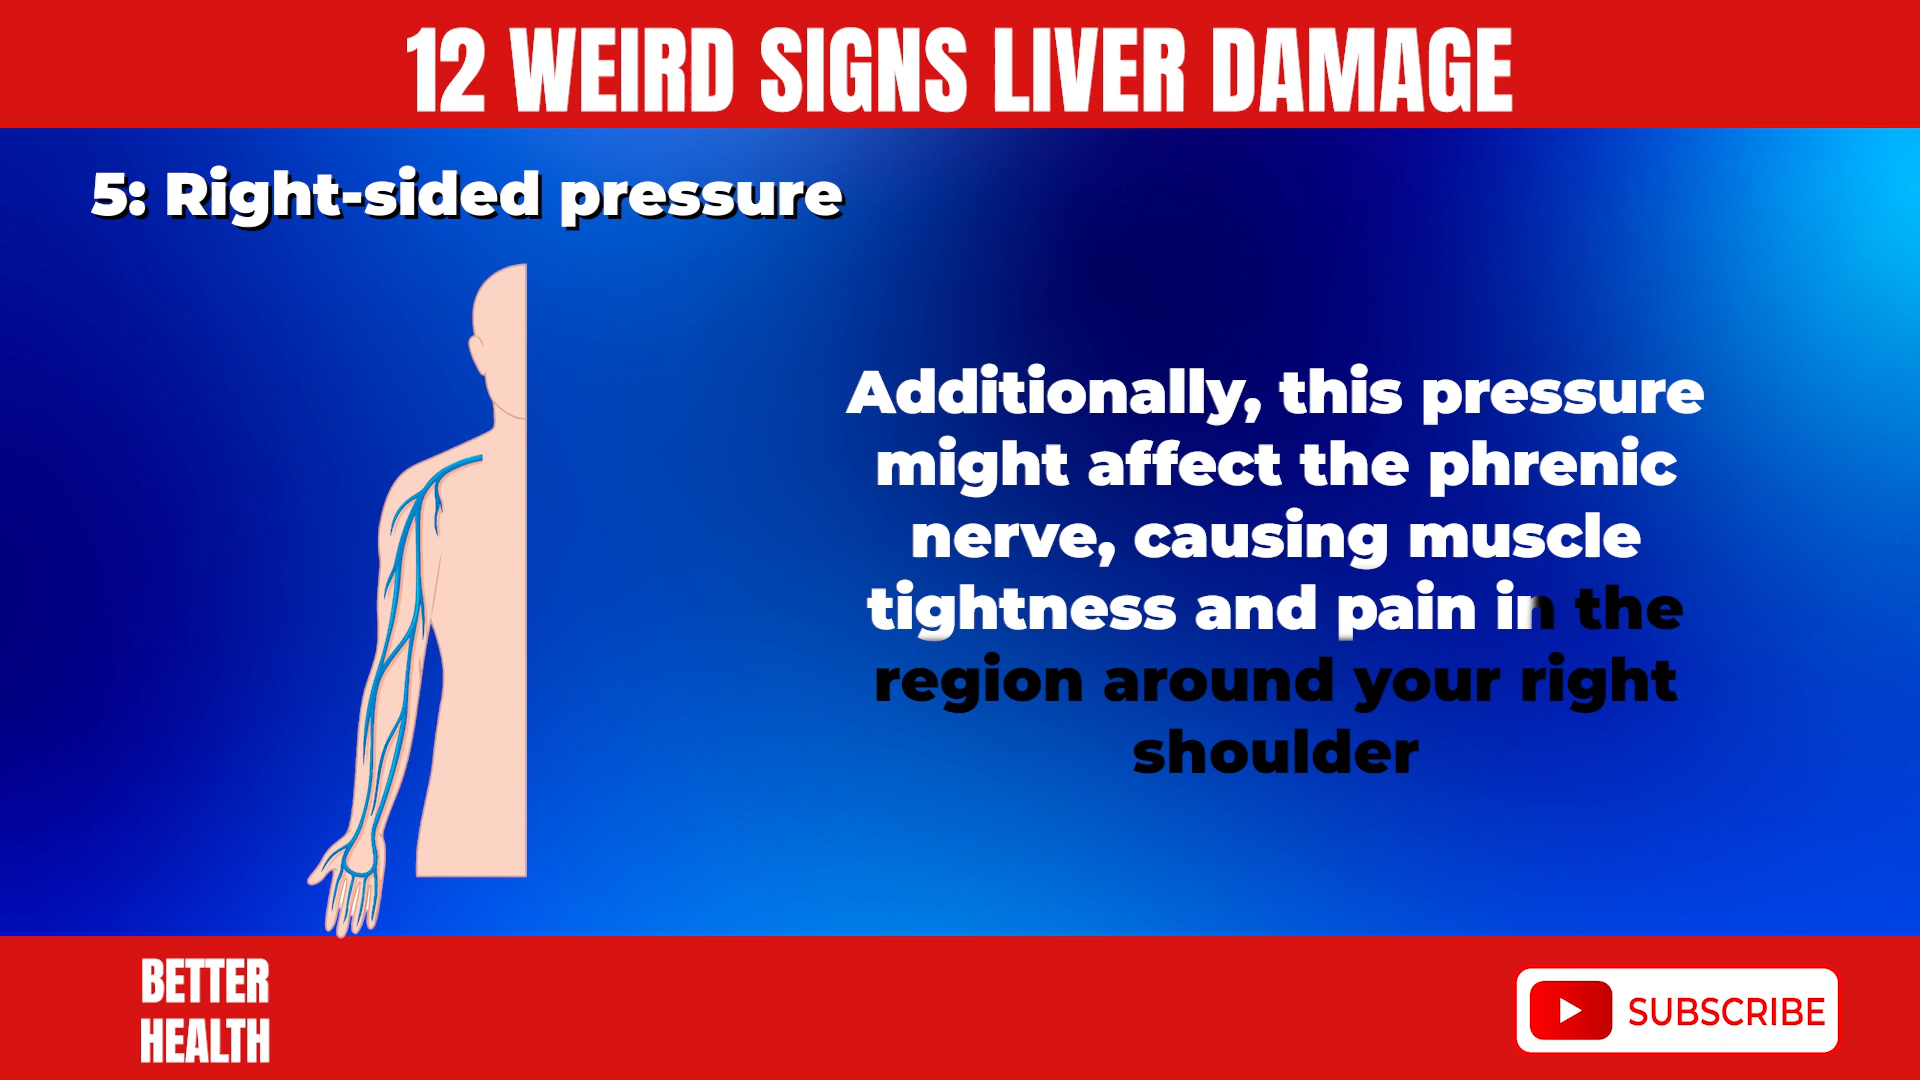 12 WEIRD SIGNS LIVER DAMAGE
5: Right-sided pressure
Additionally, this pressure
might affect the phrenic
nerve, causing muscle
tightness and pain in the
region around your right
shoulder
BETTER
HEALTH
SUBSCRIBE